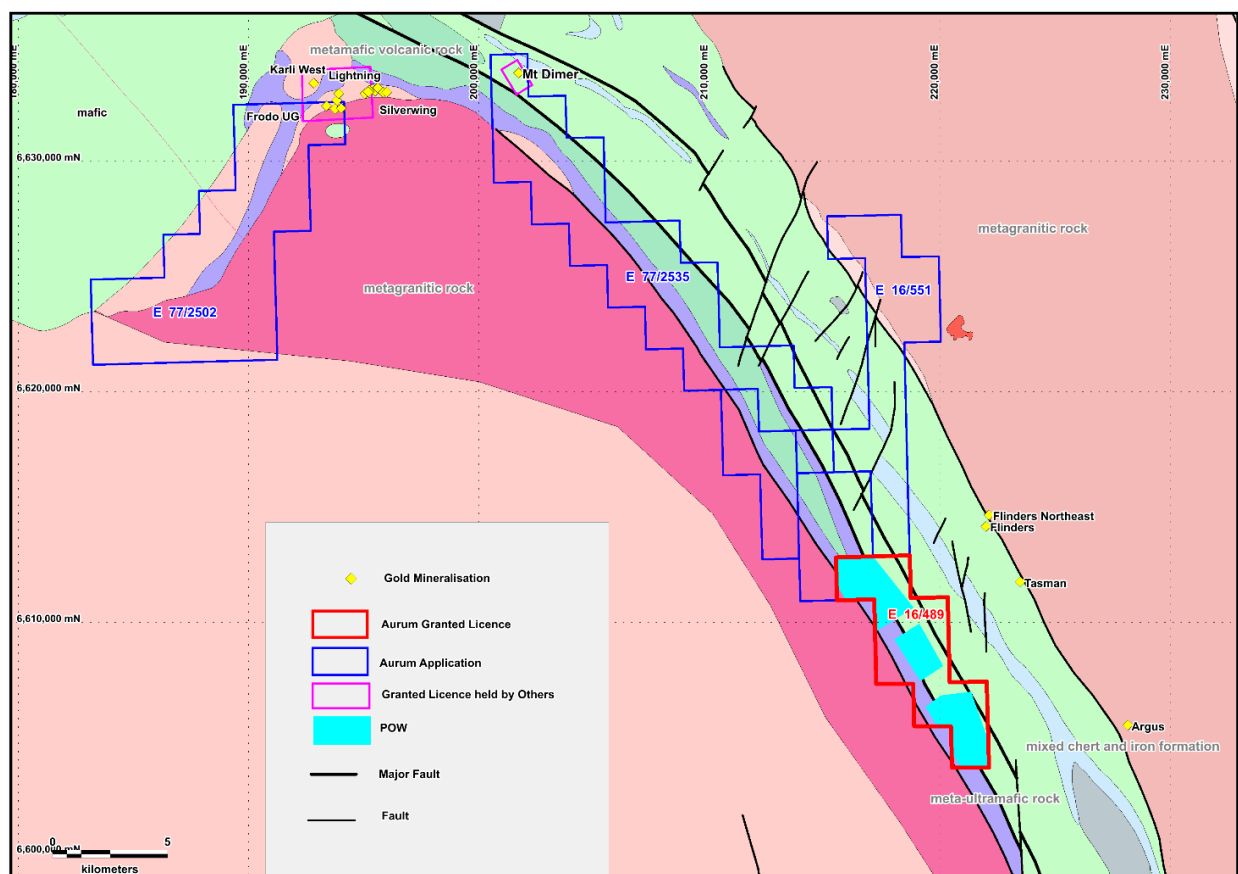 190,000 mE
200,000 mE
210,000 mE
220,000 mE
230,000 mE
metamafic volcanic rock
Karli West
Lightning
Mt Dimer
mafic
Frodo UG
Silverwing
6,630,000 mN
metagranitic rock
E 77/2535
metagranitic rock
E 16/551
E 77/2502
6,620,000 mN
Flinders Northeast
Flinders
Gold Mineralisation
Tasman
6,610,000 mN
E 16/489
Aurum Granted Licence
Aurum Application
Granted Licence held by Others
POW
Argus
mixed chert and iron formation
Major Fault
meta-ultramafic rock
Fault
6,600,000 mN
0 5
kilometers